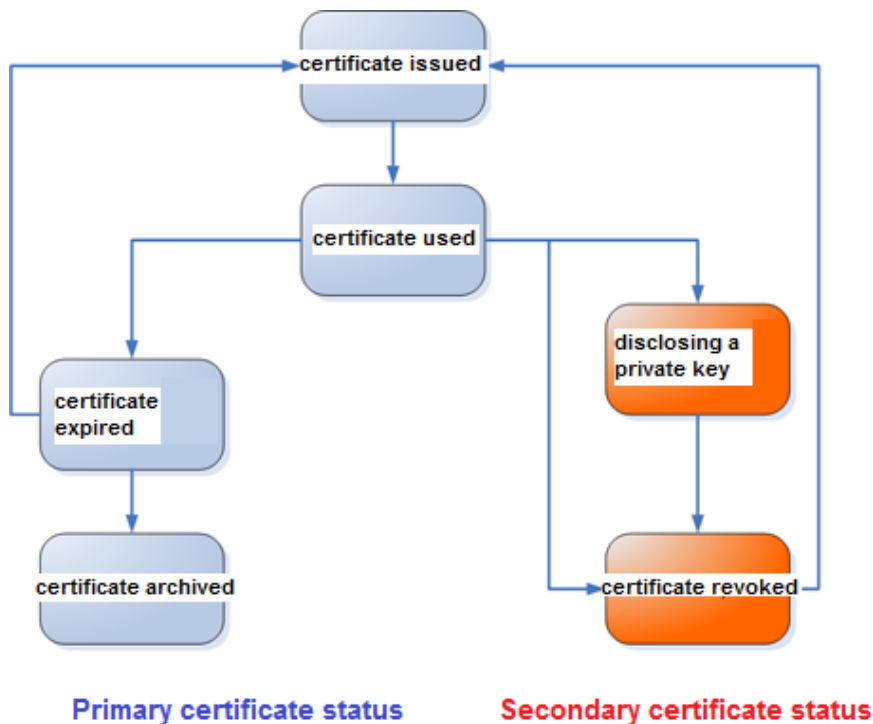 certificate issued
certificate used
disclosing a
private key
certificate
expired
certificate archived
certificate revoked
Primary certificate status
Secondary certificate status